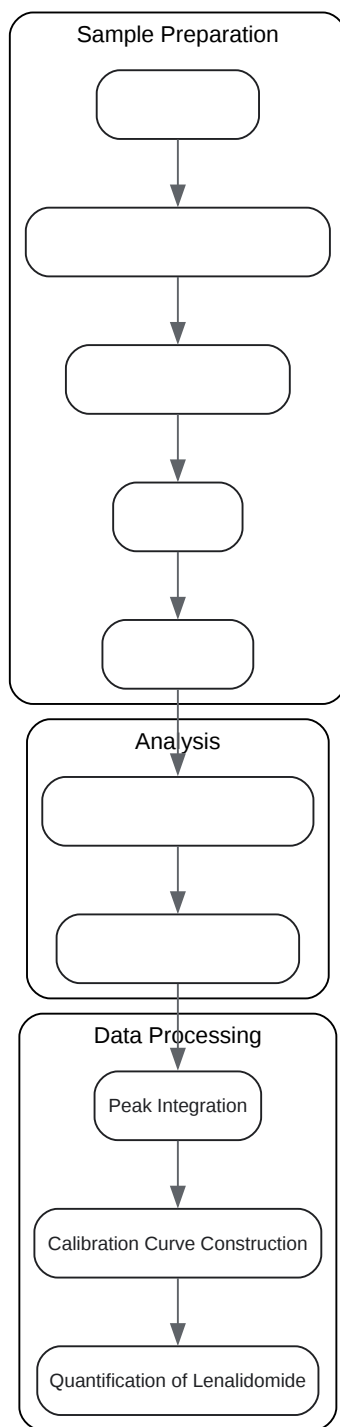 Sample Preparation
Analysis
Data Processing
Peak Integration
Calibration Curve Construction
Quantification of Lenalidomide